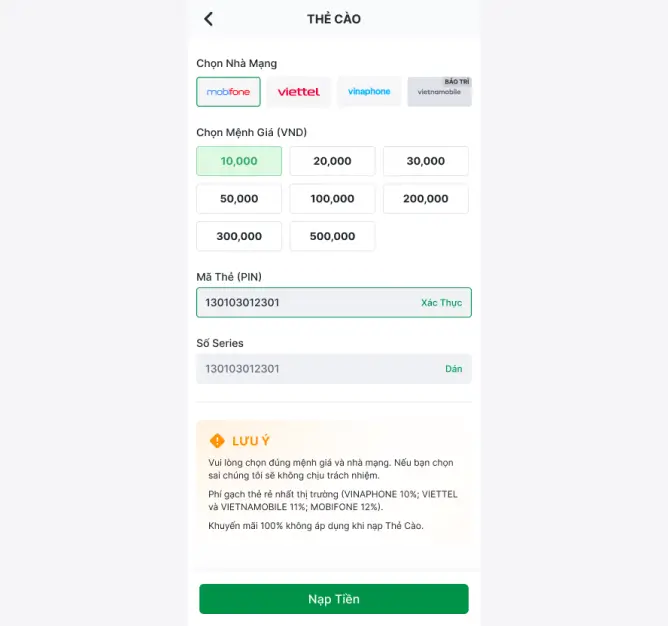 THẺ CÀO
Chọn Nhà Mạng
mobifone viettel vinaphone BẢO TRÌ vietnamobile
Chọn Mệnh Giá (VND)
10,000 20,000 30,000
50,000 100,000 200,000
300,000 500,000
Mã Thẻ (PIN)
130103012301 Xác Thực
Số Series
130103012301 Dán
LƯU Ý
Vui lòng chọn đúng mệnh giá và nhà mạng. Nếu bạn chọn
sai chúng tôi sẽ không chịu trách nhiệm.
Phí gạch thẻ rẻ nhất thị trường (VINAPHONE 10%; VIETTEL
và VIETNAMOBILE 11%; MOBIFONE 12%).
Khuyến mãi 100% không áp dụng khi nạp Thẻ Cào.
Nạp Tiền